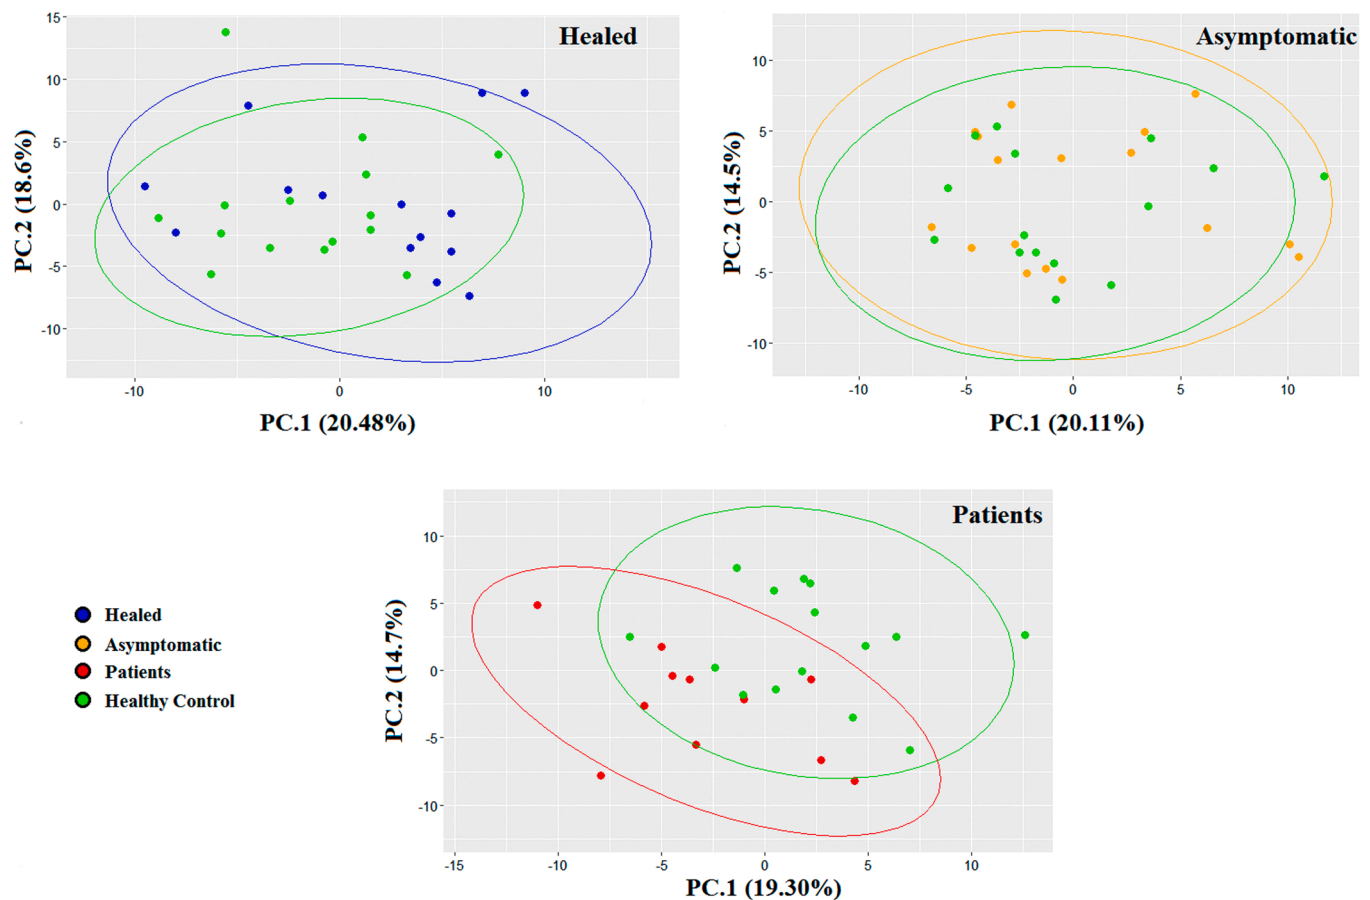 Healed
15
10
5
0
-5
-10
PC.2 (18.6%)
-10
0
10
PC.1 (20.48%)
Asymptomatic
10
5
0
-5
-10
PC.2 (14.5%)
-10
-5
0
5
10
PC.1 (20.11%)
Patients
10
5
0
-5
-10
PC.2 (14.7%)
-15
-10
-5
0
5
10
PC.1 (19.30%)
Healed
Asymptomatic
Patients
Healthy Control